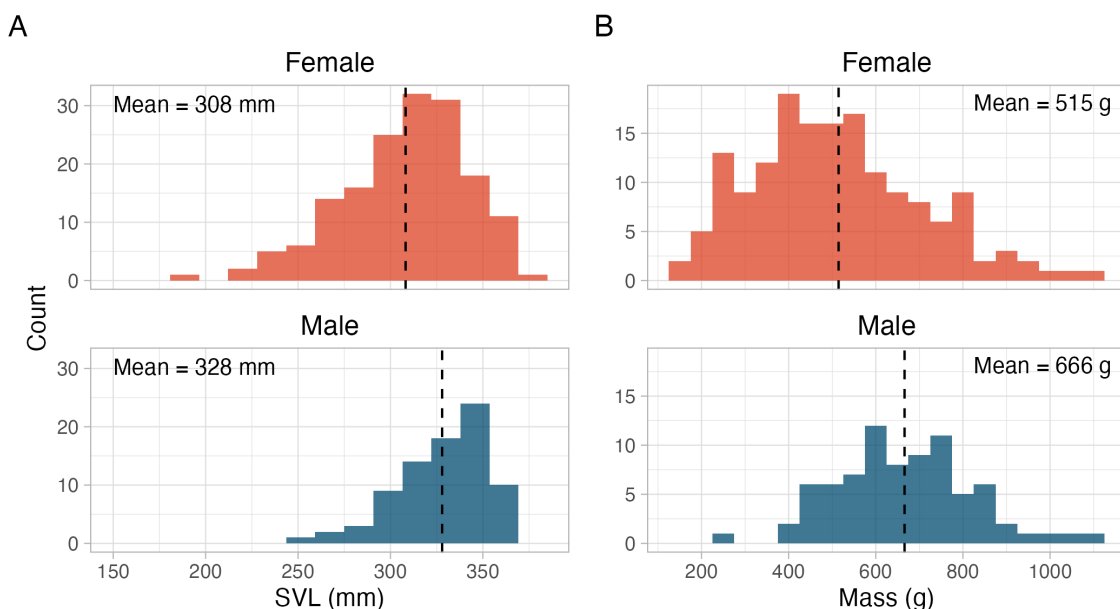 A
B
Female
Female
Mean = 308 mm
Mean = 515 g
30
20
10
0
15
10
5
0
Count
Male
Male
Mean = 328 mm
Mean = 666 g
30
20
10
0
15
10
5
0
150 200 250 300 350
200 400 600 800 1000
SVL (mm)
Mass (g)